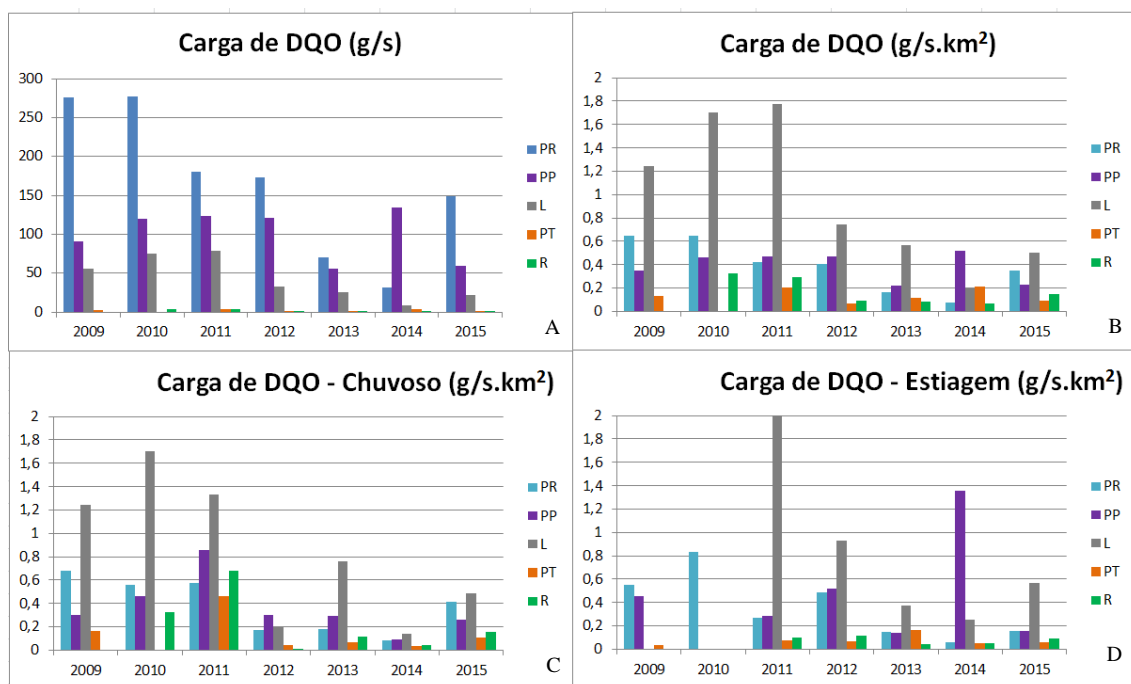 Carga de DQO (g/s)
300
250
200
150
100
50
0
2009 2010 2011 2012 2013 2014 2015
PR
PP
L
PT
R
A
Carga de DQO (g/s.km²)
2
1,8
1,6
1,4
1,2
1
0,8
0,6
0,4
0,2
0
2009 2010 2011 2012 2013 2014 2015
PR
PP
L
PT
R
B
Carga de DQO - Chuvoso (g/s.km²)
2
1,8
1,6
1,4
1,2
1
0,8
0,6
0,4
0,2
0
2009 2010 2011 2012 2013 2014 2015
PR
PP
L
PT
R
C
Carga de DQO - Estiagem (g/s.km²)
2
1,8
1,6
1,4
1,2
1
0,8
0,6
0,4
0,2
0
2009 2010 2011 2012 2013 2014 2015
PR
PP
L
PT
R
D